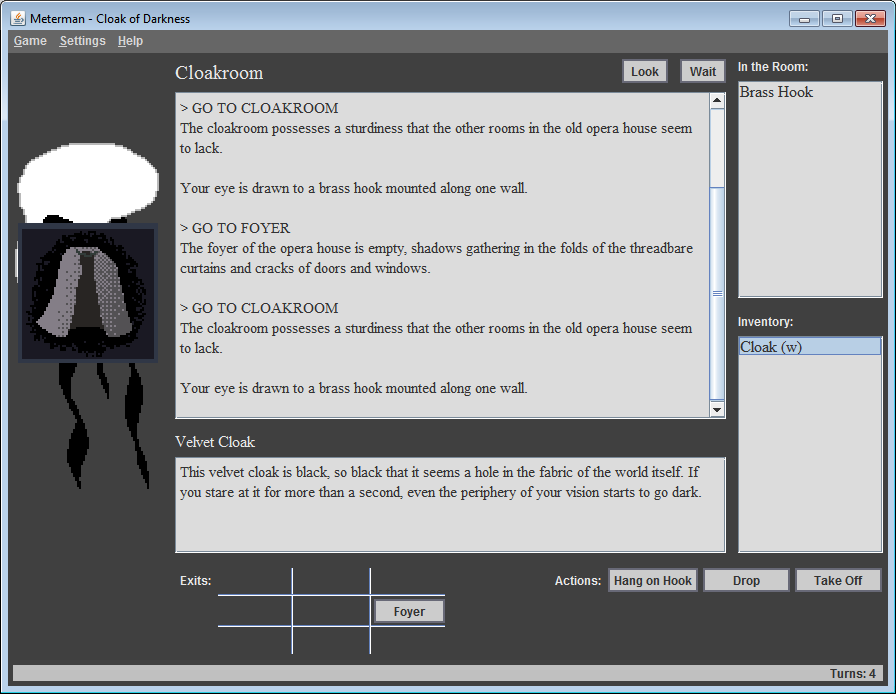 Meterman - Cloak of Darkness
Game Settings Help
Cloakroom
Look
Wait
> GO TO CLOAKROOM
The cloakroom possesses a sturdiness that the other rooms in the old opera house seem
to lack.
Your eye is drawn to a brass hook mounted along one wall.
> GO TO FOYER
The foyer of the opera house is empty, shadows gathering in the folds of the threadbare
curtains and cracks of doors and windows.
> GO TO CLOAKROOM
The cloakroom possesses a sturdiness that the other rooms in the old opera house seem
to lack.
Your eye is drawn to a brass hook mounted along one wall.
In the Room:
Brass Hook
Inventory:
Cloak (w)
Velvet Cloak
This velvet cloak is black, so black that it seems a hole in the fabric of the world itself. If
you stare at it for more than a second, even the periphery of your vision starts to go dark.
Exits:
Foyer
Actions:
Hang on Hook
Drop
Take Off
Turns: 4